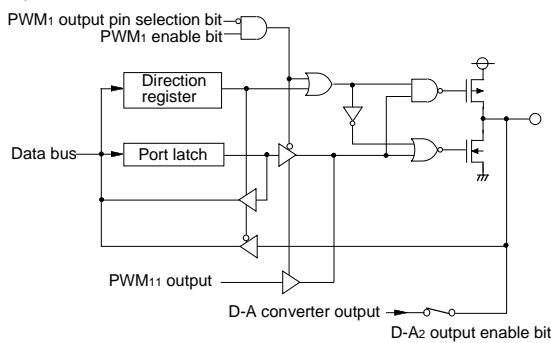 PWM1 output pin selection bit
PWM1 enable bit
Direction
register
Data bus
Port latch
PWM11 output
D-A converter output
D-A2 output enable bit